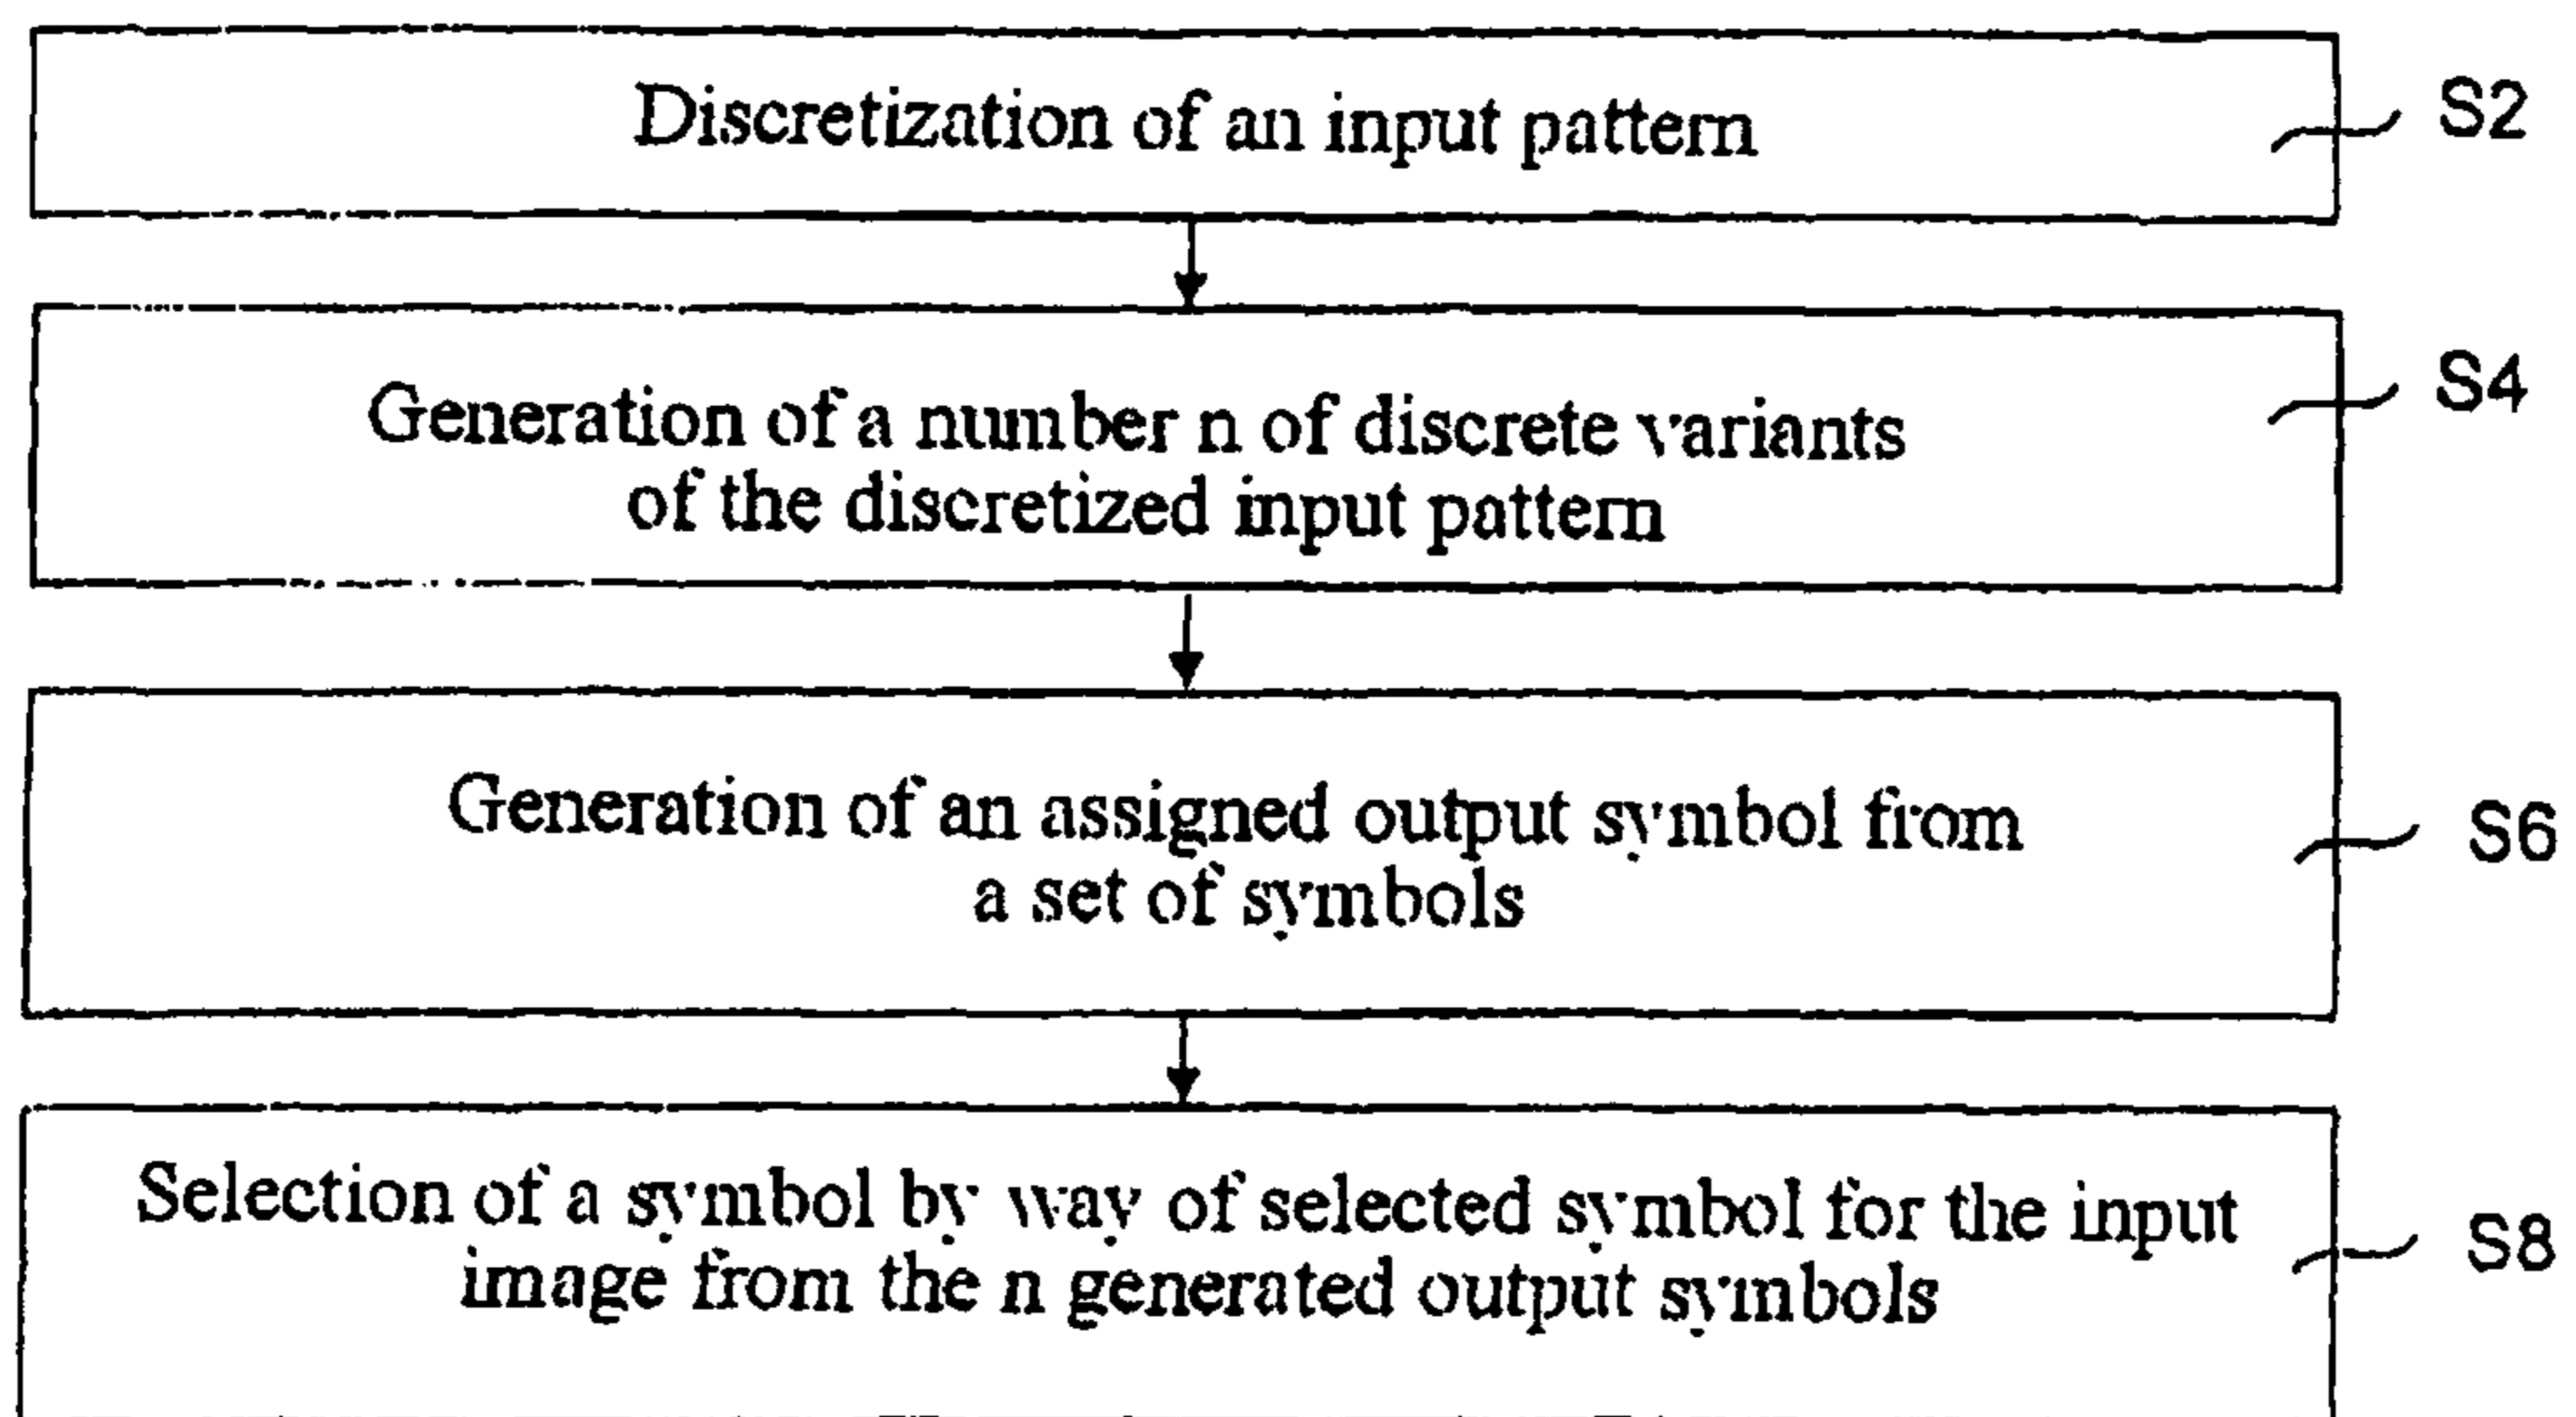 Discretization of an input pattern
S2
Generation of a number n of discrete variants
of the discretized input pattern
S4
Generation of an assigned output symbol from
a set of symbols
S6
Selection of a symbol by way of selected symbol for the input
image from the n generated output symbols
S8